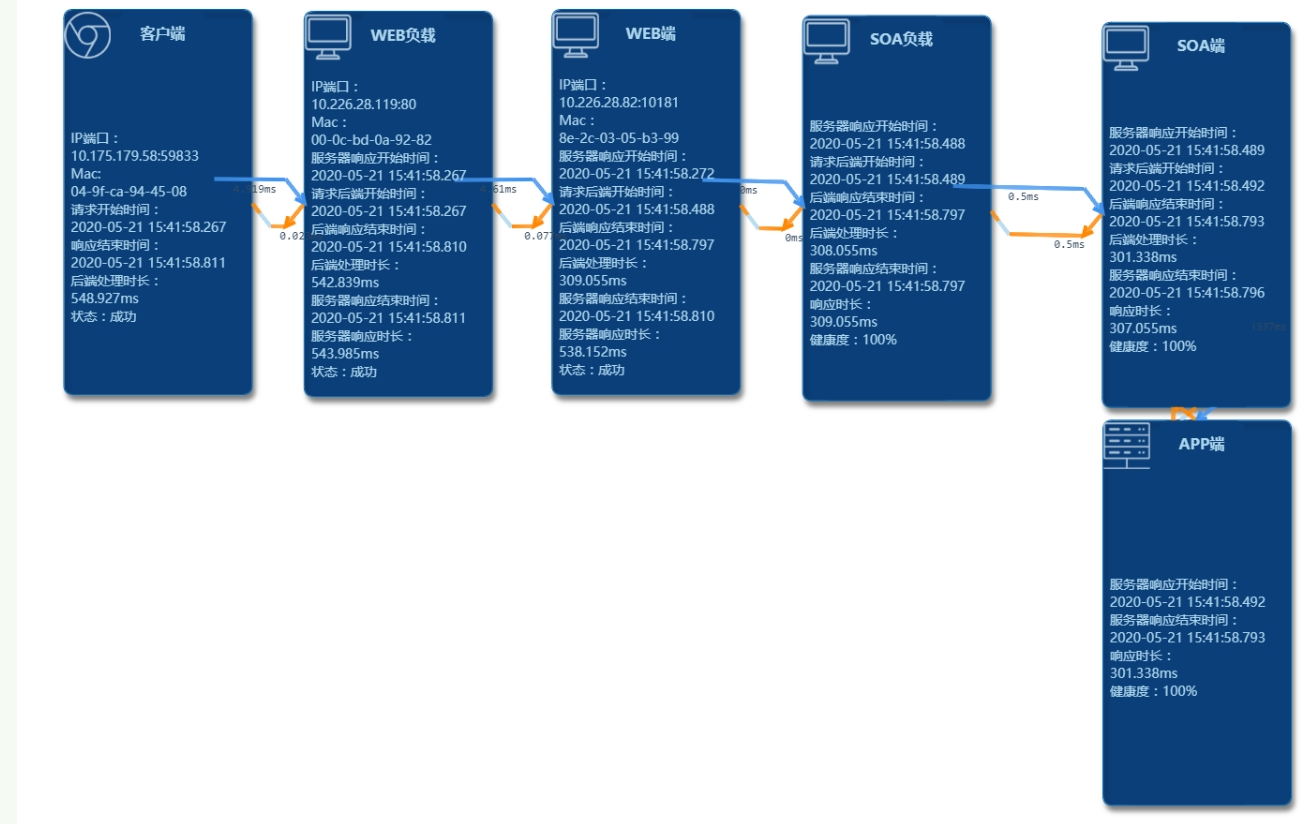 客户端
IP端口：
10.175.179.58:59833
Mac:
04-9f-ca-94-45-08
请求开始时间：
2020-05-21 15:41:58.267
响应结束时间：
2020-05-21 15:41:58.811
后端处理时长：
548.927ms
状态：成功
4.919ms
0.02
WEB负载
IP端口：
10.226.28.119:80
Mac：
00-0c-bd-0a-92-82
服务器响应开始时间：
2020-05-21 15:41:58.267
请求后端开始时间：
2020-05-21 15:41:58.267
后端响应结束时间：
2020-05-21 15:41:58.810
后端处理时长：
542.839ms
服务器响应结束时间：
2020-05-21 15:41:58.811
服务器响应时长：
543.985ms
状态：成功
4.61ms
0.077
WEB端
IP端口：
10.226.28.82:10181
Mac：
8e-2c-03-05-b3-99
服务器响应开始时间：
2020-05-21 15:41:58.272
请求后端开始时间：
2020-05-21 15:41:58.488
后端响应结束时间：
2020-05-21 15:41:58.797
后端处理时长：
309.055ms
服务器响应结束时间：
2020-05-21 15:41:58.810
服务器响应时长：
538.152ms
状态：成功
0ms
0ms
SOA负载
服务器响应开始时间：
2020-05-21 15:41:58.488
请求后端开始时间：
2020-05-21 15:41:58.489
后端响应结束时间：
2020-05-21 15:41:58.797
后端处理时长：
308.055ms
服务器响应结束时间：
2020-05-21 15:41:58.797
响应时长：
309.055ms
健康度：100%
0.5ms
0.5ms
SOA端
服务器响应开始时间：
2020-05-21 15:41:58.489
请求后端开始时间：
2020-05-21 15:41:58.492
后端响应结束时间：
2020-05-21 15:41:58.793
后端处理时长：
301.338ms
服务器响应结束时间：
2020-05-21 15:41:58.796
响应时长：
307.055ms
健康度：100%
APP端
服务器响应开始时间：
2020-05-21 15:41:58.492
服务器响应结束时间：
2020-05-21 15:41:58.793
响应时长：
301.338ms
健康度：100%